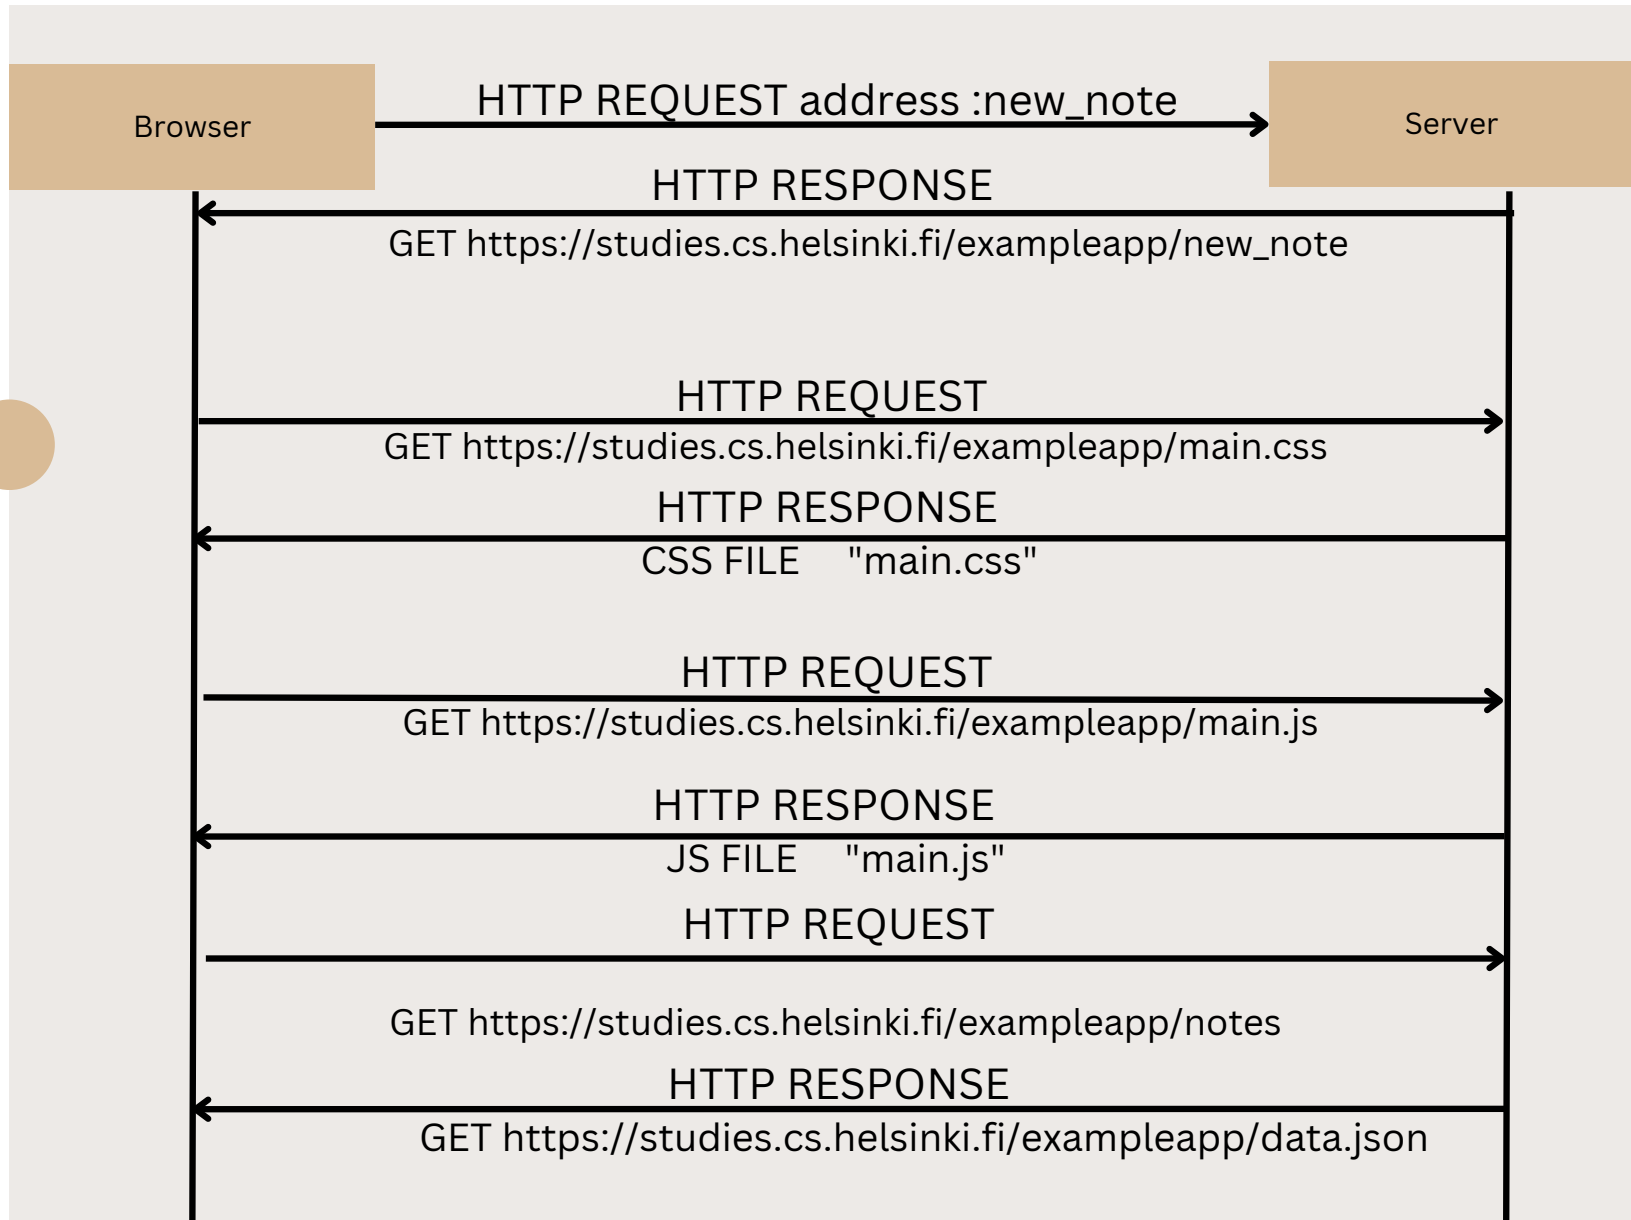 Browser
HTTP REQUEST address :new_note
Server
HTTP RESPONSE
GET https://studies.cs.helsinki.fi/exampleapp/new_note
HTTP REQUEST
GET https://studies.cs.helsinki.fi/exampleapp/main.css
HTTP RESPONSE
CSS FILE "main.css"
HTTP REQUEST
GET https://studies.cs.helsinki.fi/exampleapp/main.js
HTTP RESPONSE
JS FILE "main.js"
HTTP REQUEST
GET https://studies.cs.helsinki.fi/exampleapp/notes
HTTP RESPONSE
GET https://studies.cs.helsinki.fi/exampleapp/data.json